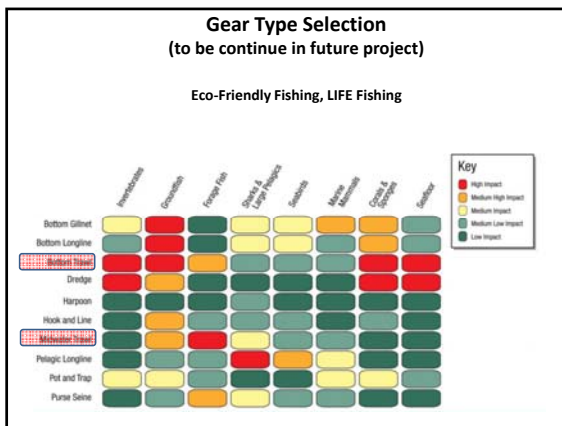 Gear Type Selection
(to be continue in future project)
Eco-Friendly Fishing, LIFE Fishing
Invertebrates
Groundfish
Forage Fish
Sharks &
Large Pelagics
Seabirds
Marine
Mammals
Corals &
Sponges
Seafloor
Key
High Impact
Medium High Impact
Medium Impact
Medium Low Impact
Low Impact
Bottom Gillnet
Bottom Longline
Bottom Trawl
Dredge
Harpoon
Hook and Line
Midwater Trawl
Pelagic Longline
Pot and Trap
Purse Seine